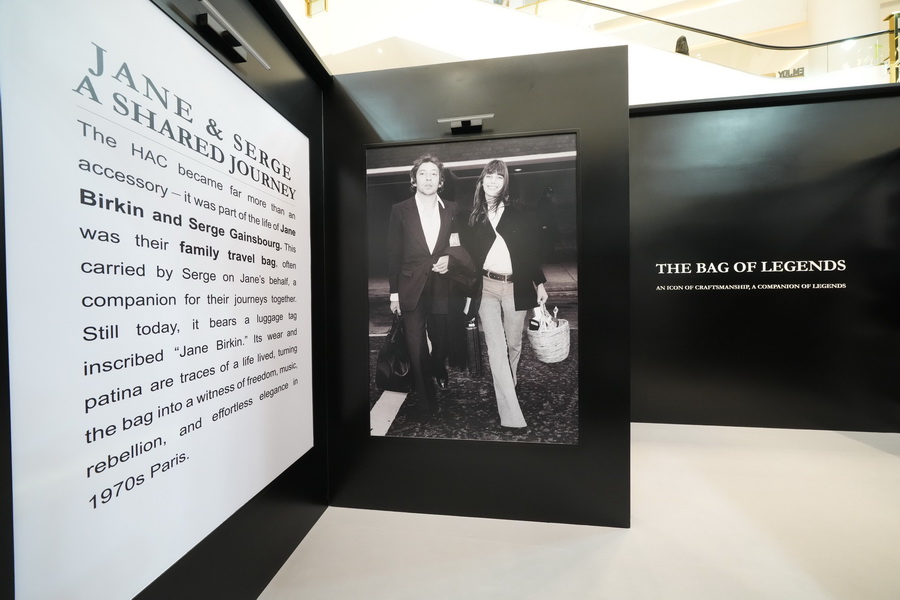 JANE & SERGE
A SHARED JOURNEY
The HAC became far more than an
accessory – it was part of the life of Jane
Birkin and Serge Gainsbourg. This
was their family travel bag, often
carried by Serge on Jane's behalf, a
companion for their journeys together.
Still today, it bears a luggage tag
inscribed “Jane Birkin.” Its wear and
patina are traces of a life lived, turning
the bag into a witness of freedom, music,
rebellion, and effortless elegance in
1970s Paris.
THE BAG OF LEGENDS
AN ICON OF CRAFTSMANSHIP, A COMPANION OF LEGENDS
ENJOY